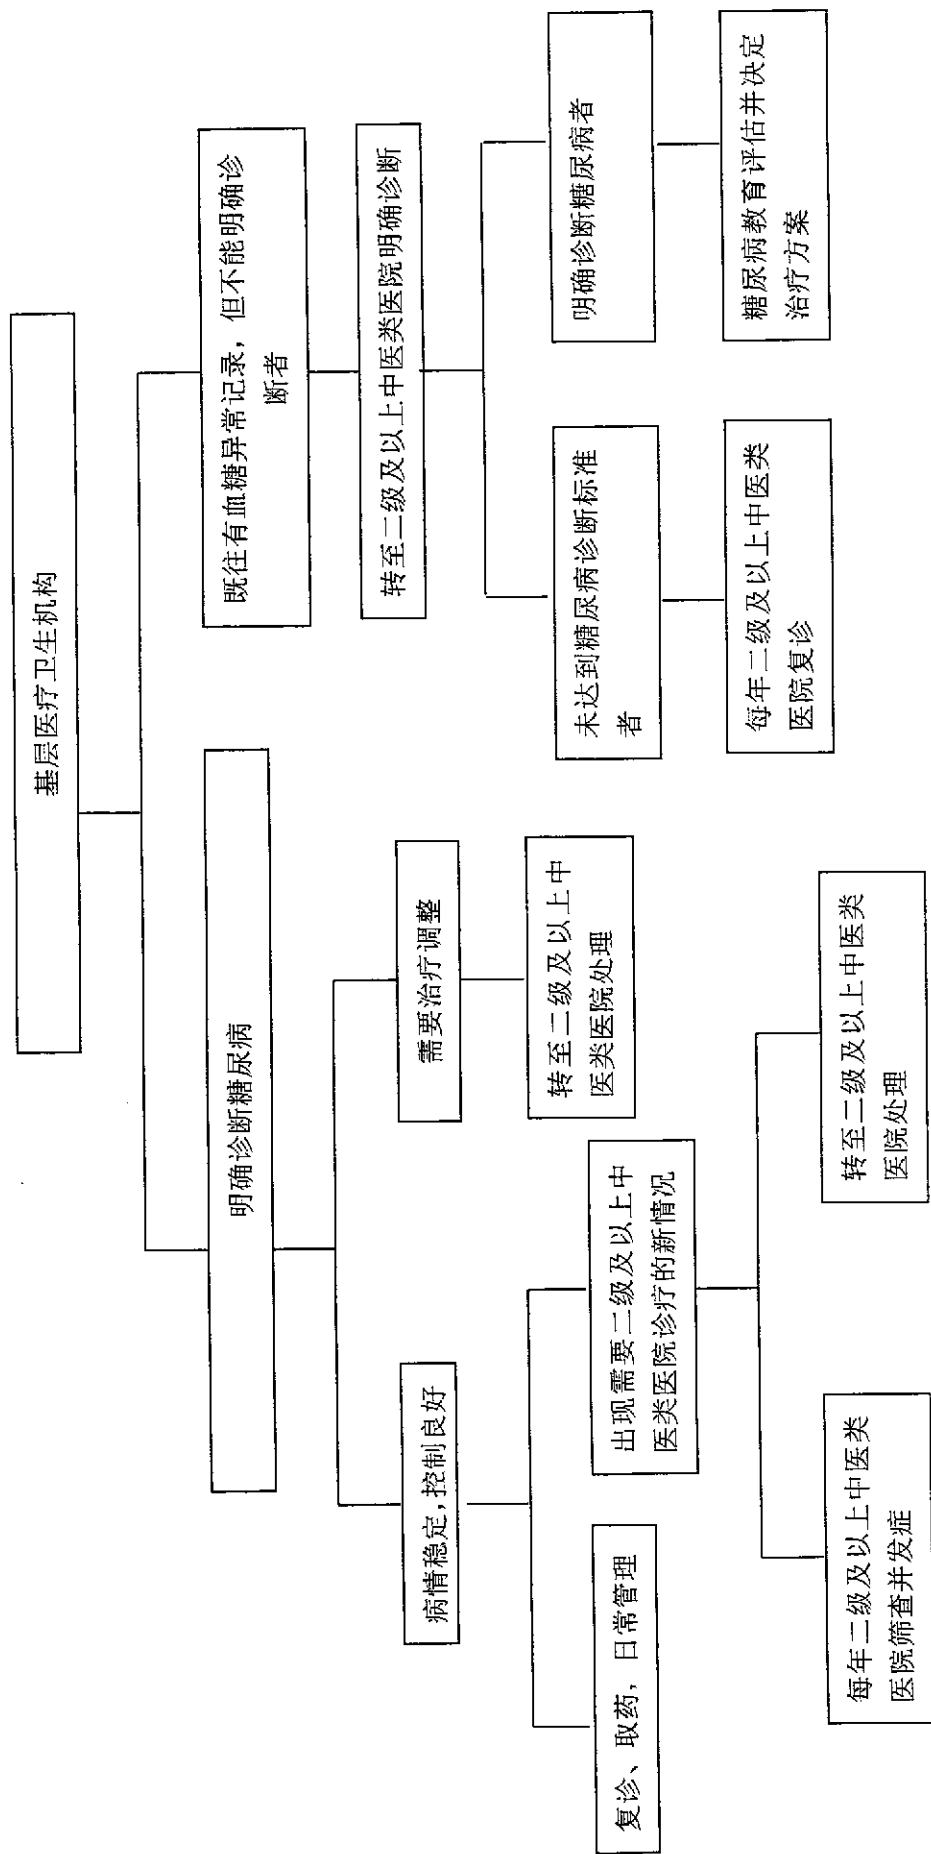 基层医疗卫生机构
明确诊断糖尿病
既往有血糖异常记录，但不能明确诊
断者
病情稳定，控制良好
需要治疗调整
转至二级及以上中医类医院明确诊断
复诊、取药，日常管理
出现需要二级及以上中
医类医院诊疗的新情况
转至二级及以上中
医类医院处理
未达到糖尿病诊断标准
者
明确诊断糖尿病者
每年二级及以上中医类
医院筛查并发症
转至二级及以上中医类
医院处理
每年二级及以上中医类
医院复诊
糖尿病教育评估并决定
治疗方案